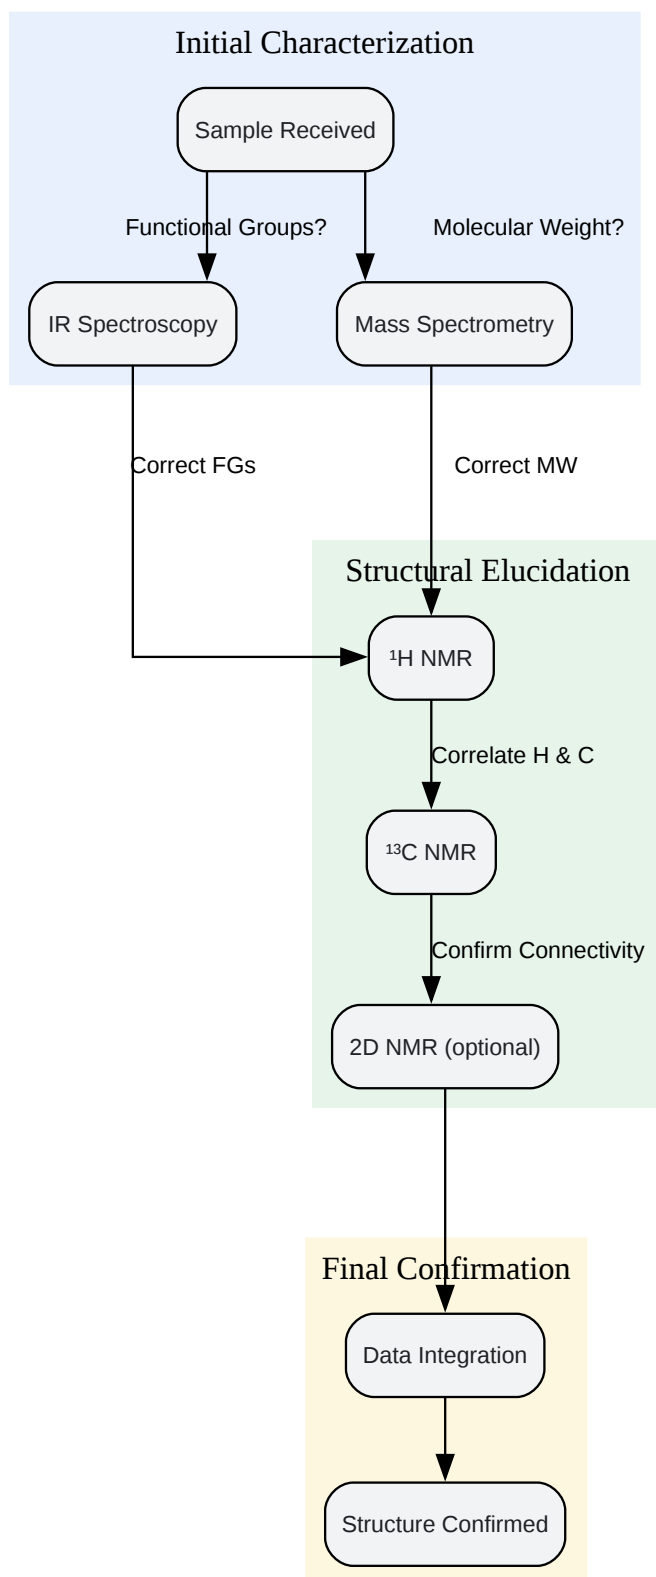 Initial Characterization
Sample Received
Functional Groups?
Molecular Weight?
IR Spectroscopy
Mass Spectrometry
Correct FGs
Correct MW
Structural Elucidation
¹H NMR
Correlate H & C
¹³C NMR
Confirm Connectivity
2D NMR (optional)
Final Confirmation
Data Integration
Structure Confirmed